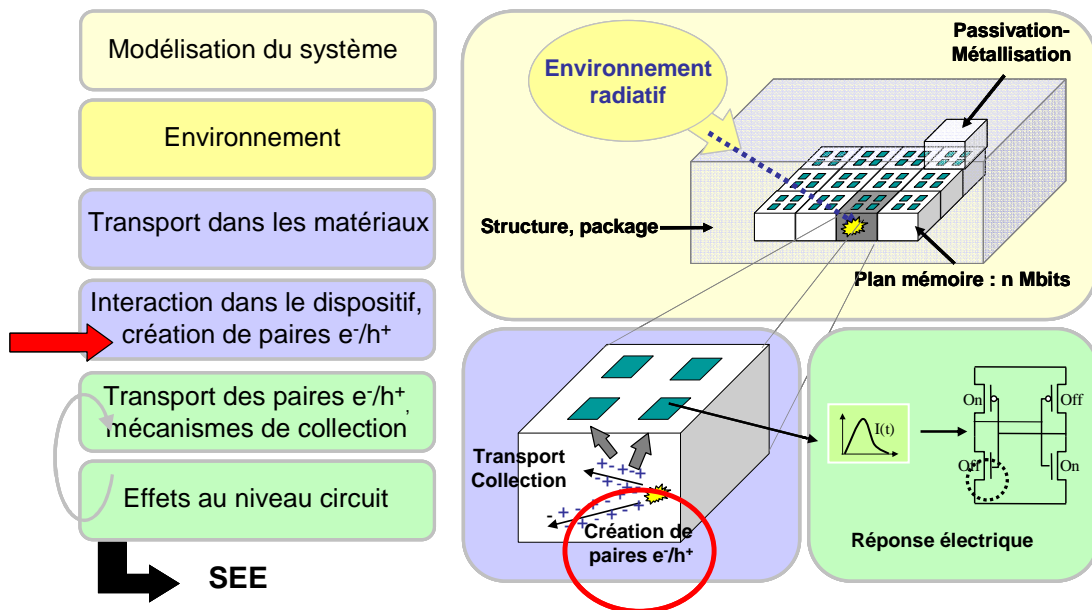 Modélisation du système
Environnement
Transport dans les matériaux
Interaction dans le dispositif,
création de paires e⁻/h⁺
Transport des paires e⁻/h⁺,
mécanismes de collection
Effets au niveau circuit
SEE
Environnement
radiatif
Passivation-
Métallisation
Structure, package
Plan mémoire : n Mbits
Transport
Collection
Création de
paires e⁻/h⁺
I(t)
On
Off
Off
On
Réponse électrique